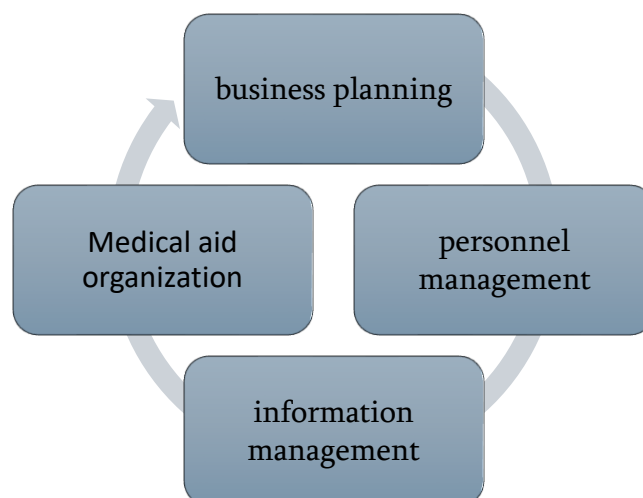 business planning
Medical aid
organization
personnel
management
information
management